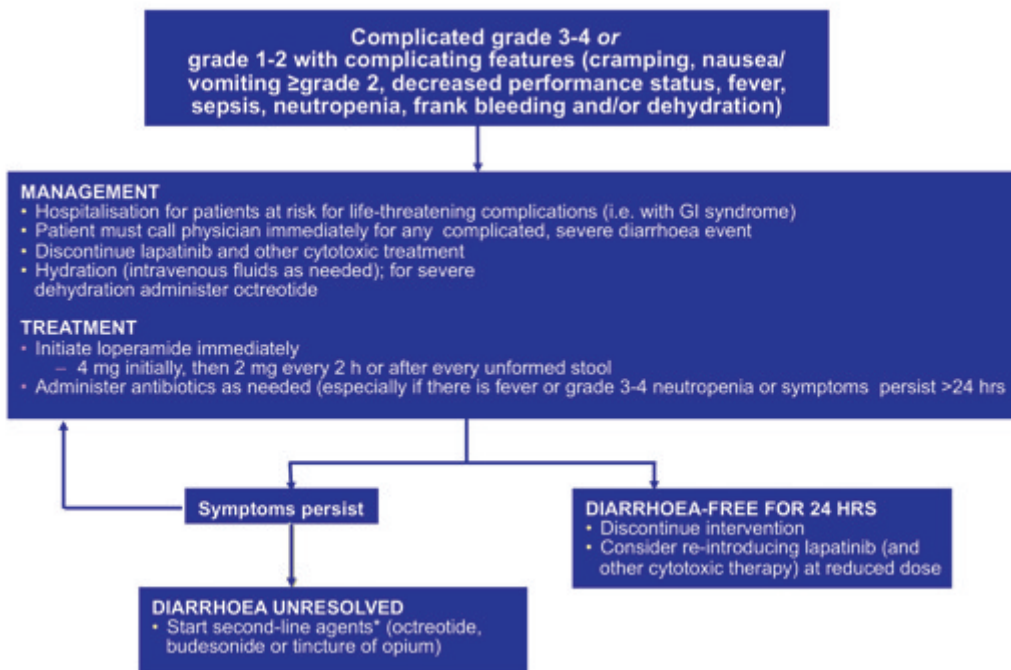 Complicated grade 3-4 or
grade 1-2 with complicating features (cramping, nausea/
vomiting ≥grade 2, decreased performance status, fever,
sepsis, neutropenia, frank bleeding and/or dehydration)
MANAGEMENT
• Hospitalisation for patients at risk for life-threatening complications (i.e. with GI syndrome)
• Patient must call physician immediately for any complicated, severe diarrhoea event
• Discontinue lapatinib and other cytotoxic treatment
• Hydration (intravenous fluids as needed); for severe
dehydration administer octreotide
TREATMENT
• Initiate loperamide immediately
– 4 mg initially, then 2 mg every 2 h or after every unformed stool
• Administer antibiotics as needed (especially if there is fever or grade 3-4 neutropenia or symptoms persist >24 hrs
Symptoms persist
DIARRHOEA-FREE FOR 24 HRS
• Discontinue intervention
• Consider re-introducing lapatinib (and
other cytotoxic therapy) at reduced dose
DIARRHOEA UNRESOLVED
• Start second-line agents* (octreotide,
budesonide or tincture of opium)